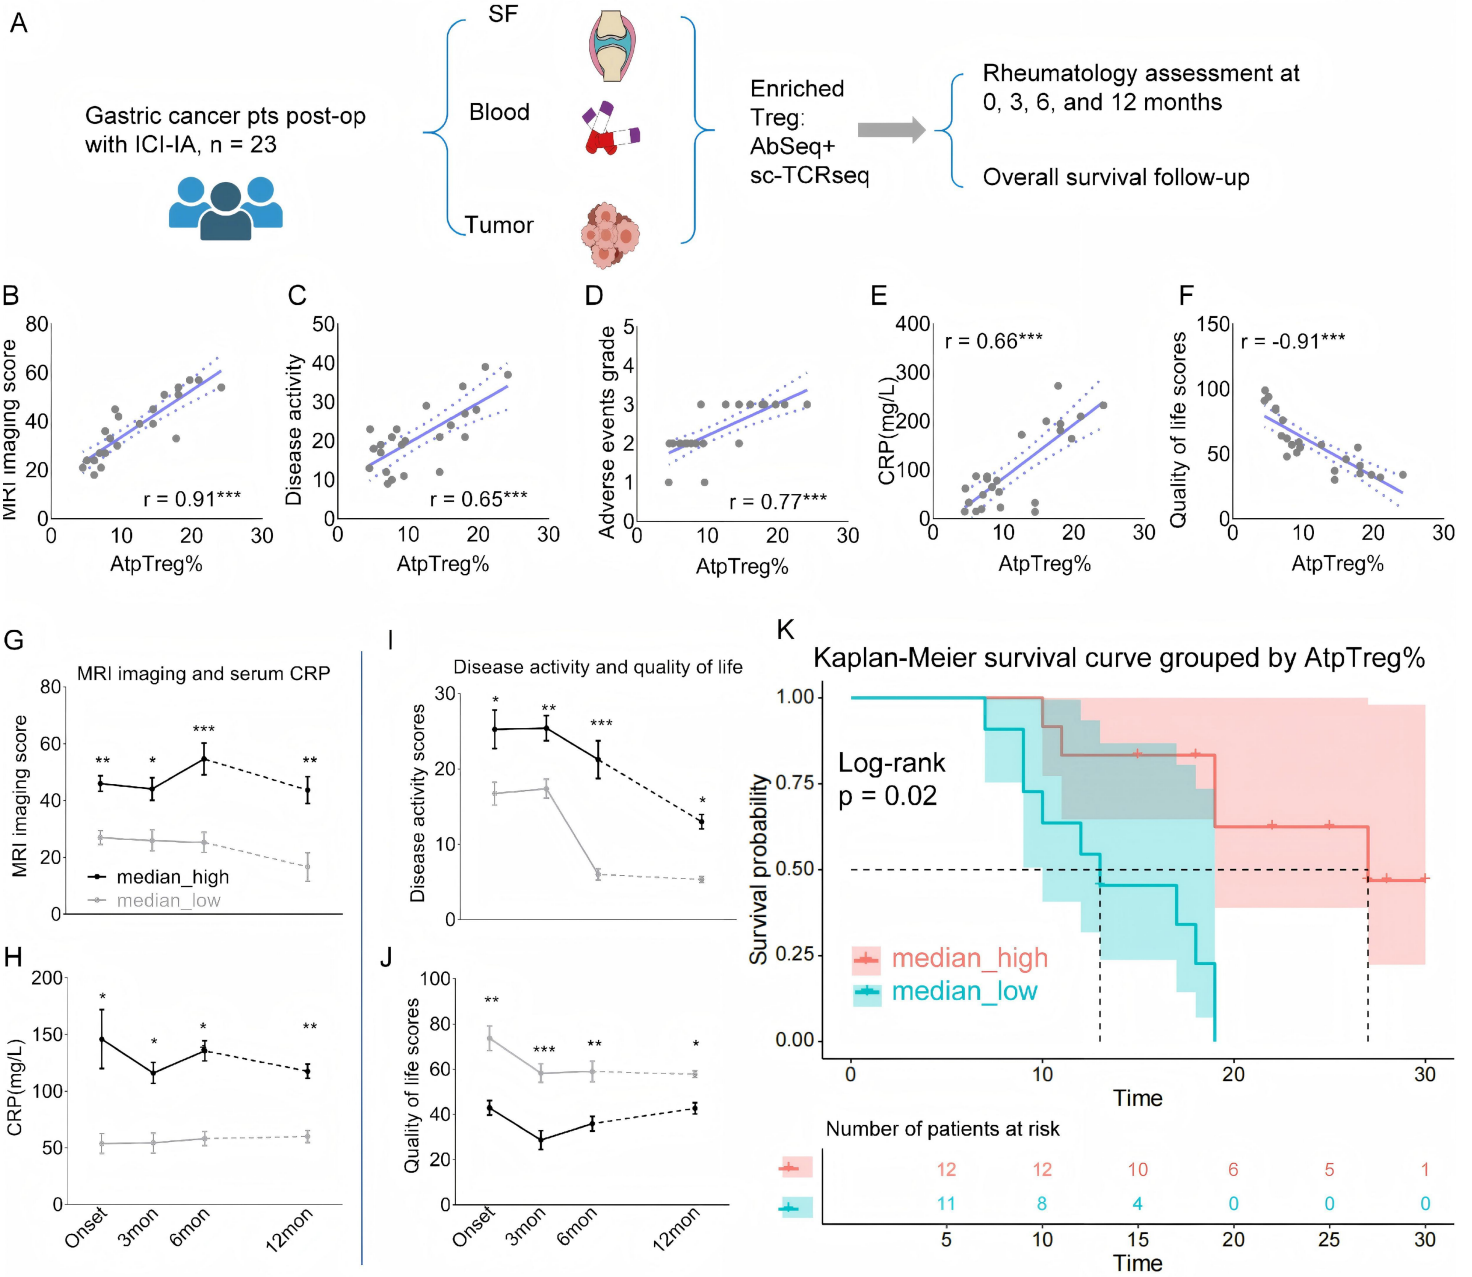 A
Gastric cancer pts post-op
with ICI-IA, n = 23
SF
Blood
Tumor
Enriched
Treg:
AbSeq+
sc-TCRseq
Rheumatology assessment at
0, 3, 6, and 12 months
Overall survival follow-up
B
MRI imaging score
80
60
40
20
0
r = 0.91***
0 10 20 30
AtpTreg%
C
Disease activity
50
40
30
20
10
0
r = 0.65***
0 10 20 30
AtpTreg%
D
Adverse events grade
5
4
3
2
1
0
r = 0.77***
0 10 20 30
AtpTreg%
E
CRP(mg/L)
400
300
200
100
0
r = 0.66***
0 10 20 30
AtpTreg%
F
Quality of life scores
150
100
50
0
r = -0.91***
0 10 20 30
AtpTreg%
G
MRI imaging and serum CRP
MRI imaging score
80
60
40
20
0
** * *** **
median_high
median_low
H
CRP(mg/L)
200
150
100
50
0
* * * **
Onset 3mon 6mon 12mon
I
Disease activity and quality of life
Disease activity scores
30
20
10
0
* ** *** *
J
Quality of life scores
100
80
60
40
20
0
** *** ** *
Onset 3mon 6mon 12mon
K
Kaplan-Meier survival curve grouped by AtpTreg%
Survival probability
1.00
0.75
0.50
0.25
0.00
Log-rank
p = 0.02
median_high
median_low
0 10 20 30
Time
Number of patients at risk
12 12 10 6 5 1
11 8 4 0 0 0
5 10 15 20 25 30
Time